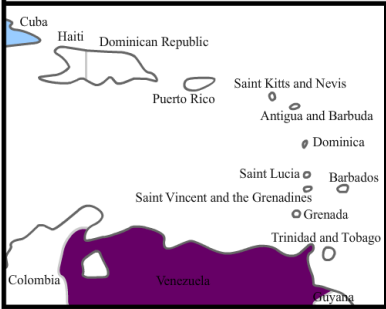 Cuba
Haiti
Dominican Republic
Puerto Rico
Saint Kitts and Nevis
Antigua and Barbuda
Dominica
Saint Lucia
Barbados
Saint Vincent and the Grenadines
Grenada
Trinidad and Tobago
Colombia
Venezuela
Guyana